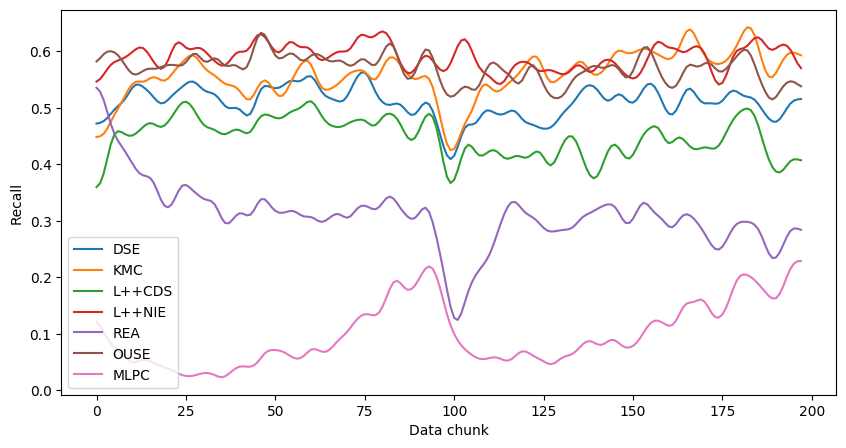 Recall
0.6
0.5
0.4
0.3
0.2
0.1
0.0
DSE
KMC
L++CDS
L++NIE
REA
OUSE
MLPC
0 25 50 75 100 125 150 175 200
Data chunk